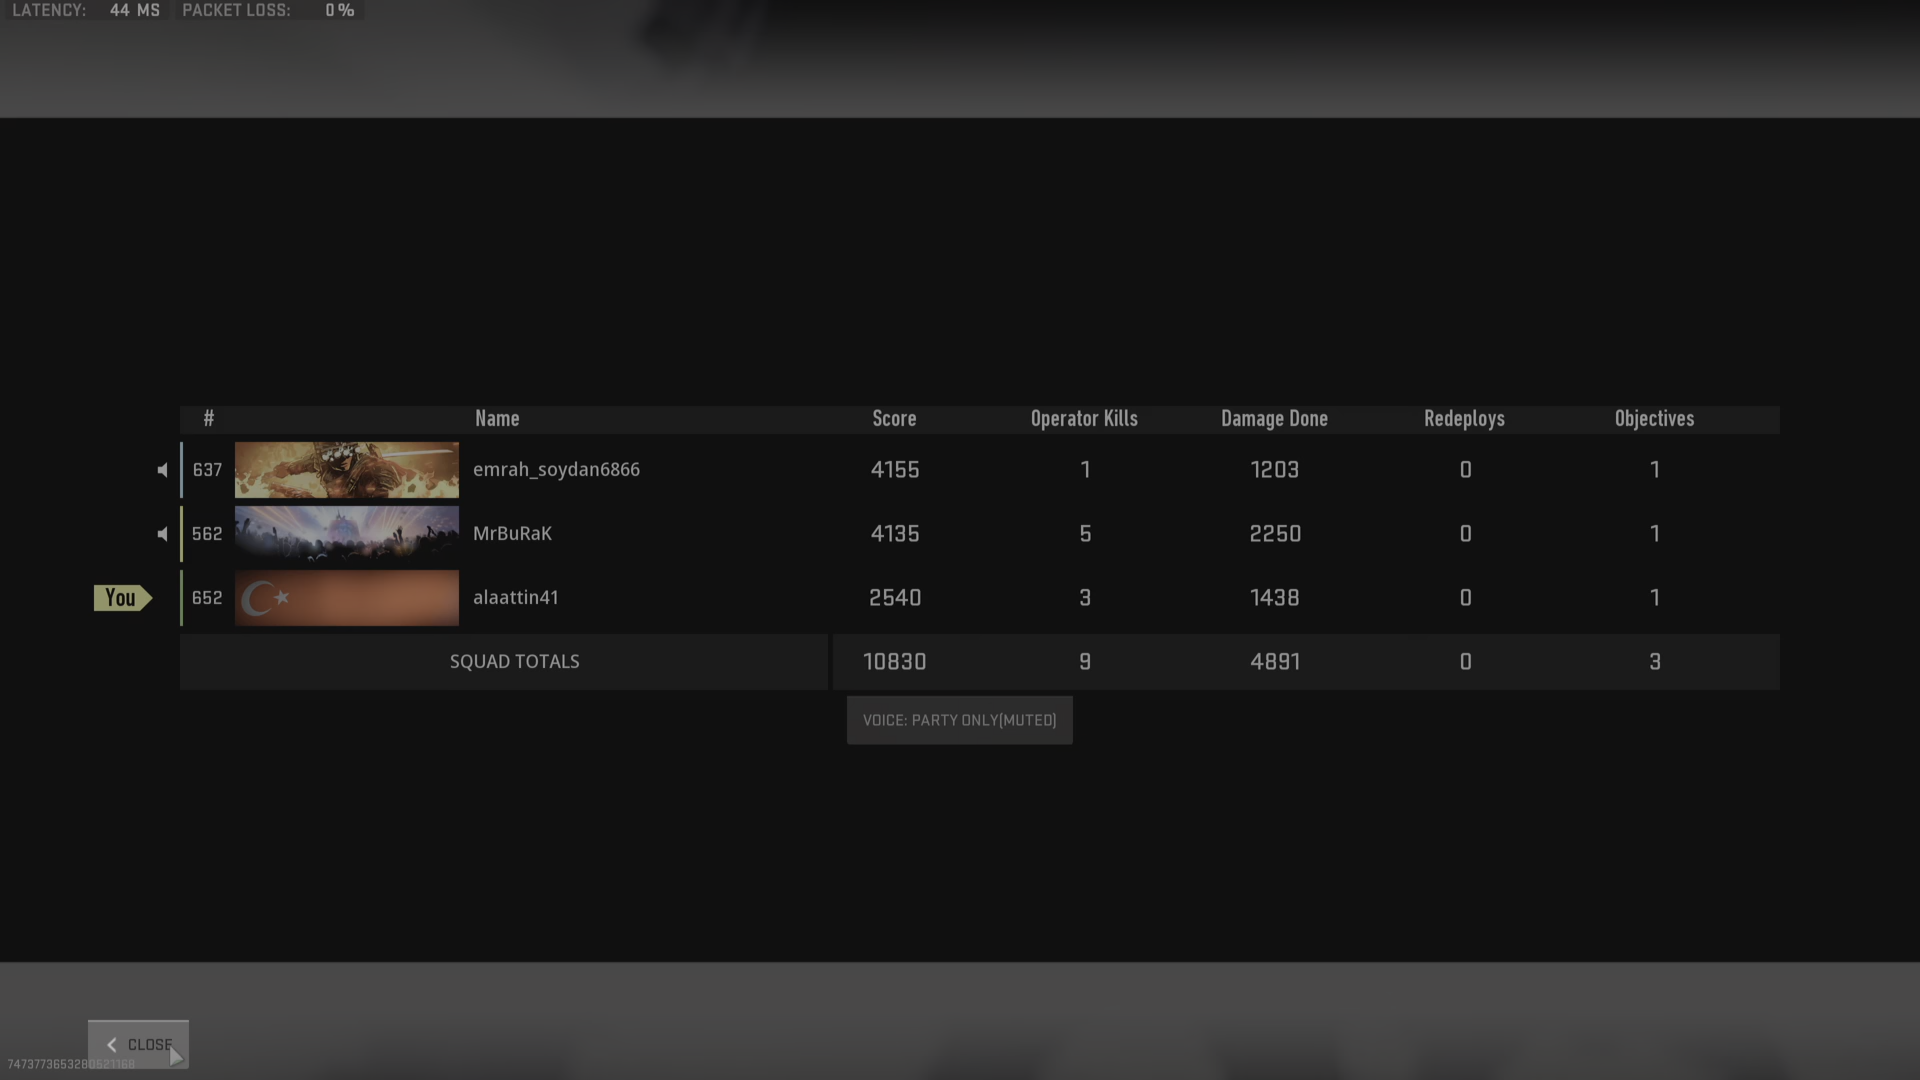 LATENCY: 44 MS PACKET LOSS: 0%
# Name Score Operator Kills Damage Done Redeploys Objectives
637 emrah_soydan6866 4155 1 1203 0 1
562 MrBuRaK 4135 5 2250 0 1
You 652 alaattin41 2540 3 1438 0 1
SQUAD TOTALS 10830 9 4891 0 3
VOICE: PARTY ONLY(MUTED)
CLOSE